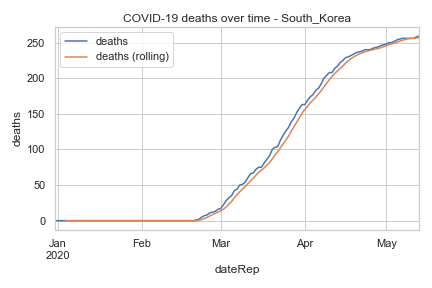 COVID-19 deaths over time - South_Korea
deaths
deaths (rolling)
deaths
250
200
150
100
50
0
Jan Feb Mar Apr May
2020
dateRep